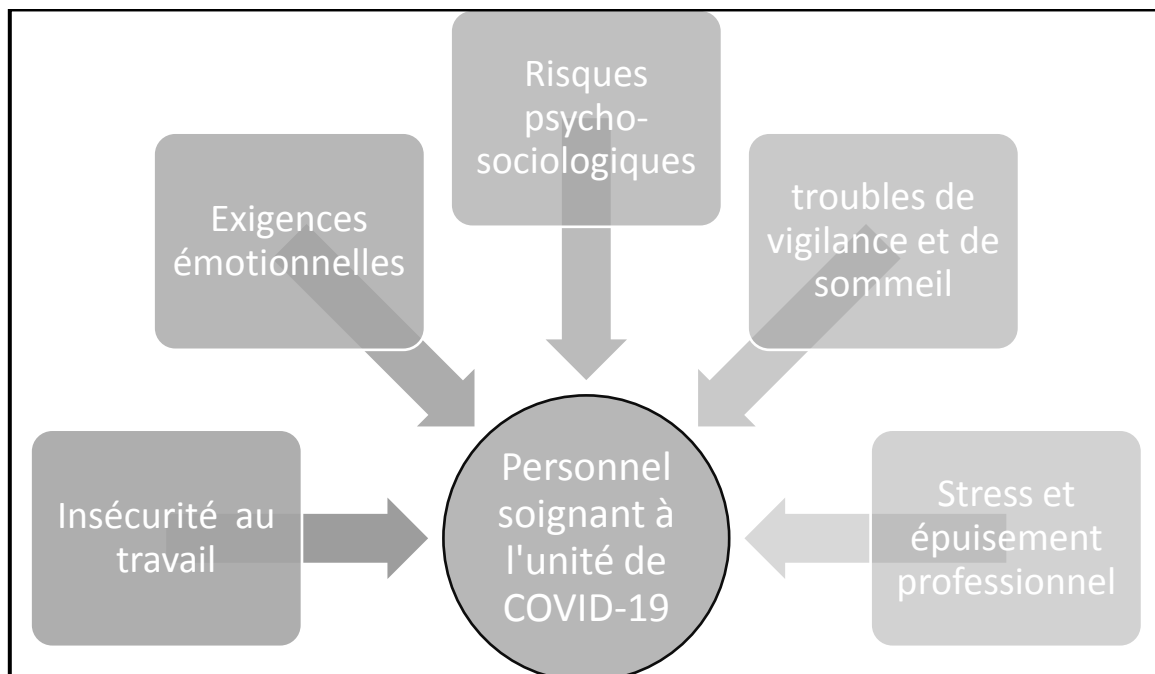 Risques
psycho-
sociologiques
Exigences
émotionnelles
troubles de
vigilance et de
sommeil
Insécurité au
travail
Personnel
soignant à
l'unité de
COVID-19
Stress et
épuisement
professionnel